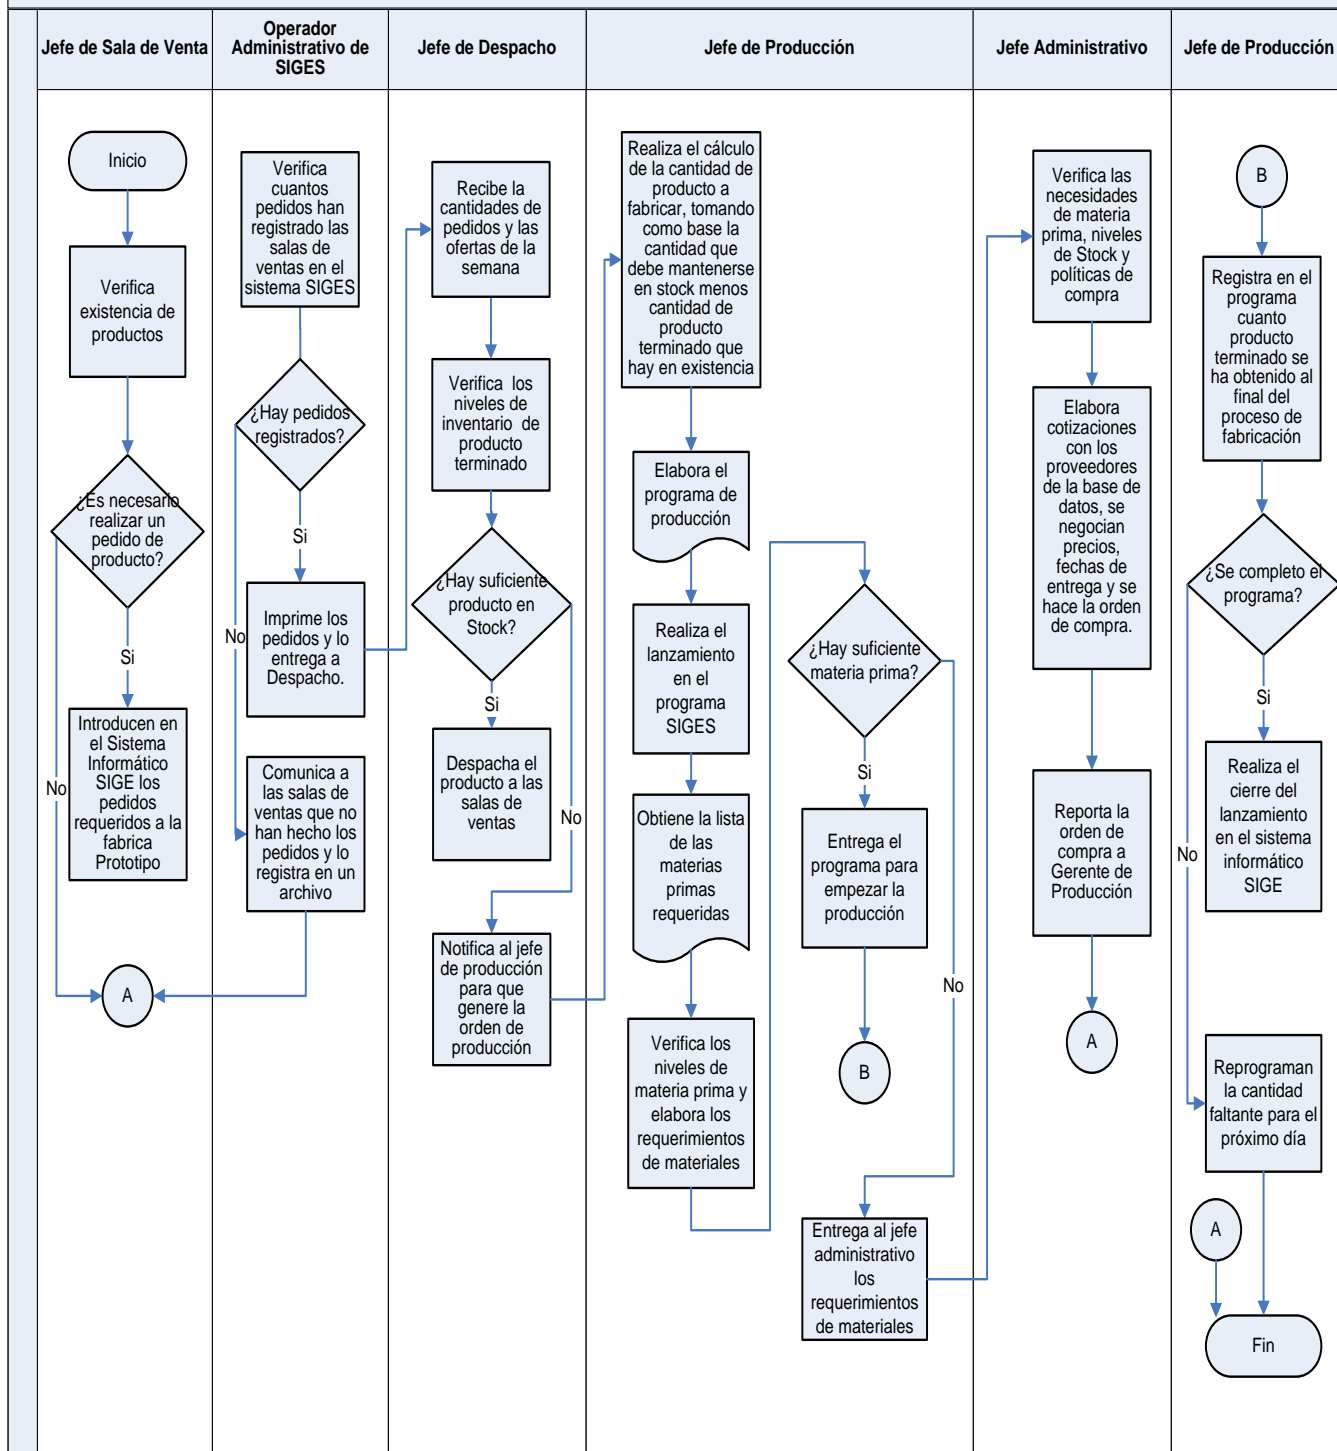 Jefe de Sala de Venta
Operador
Administrativo de
SIGES
Jefe de Despacho
Jefe de Producción
Jefe Administrativo
Jefe de Producción
Inicio
Verifica
existencia de
productos
¿Es necesario
realizar un
pedido de
producto?
Si
No
Introducen en
el Sistema
Informático
SIGE los
pedidos
requeridos a la
fabrica
Prototipo
A
Verifica
cuantos
pedidos han
registrado las
salas de
ventas en el
sistema SIGES
¿Hay pedidos
registrados?
Si
No
Imprime los
pedidos y lo
entrega a
Despacho.
Comunica a
las salas de
ventas que no
han hecho los
pedidos y lo
registra en un
archivo
Recibe la
cantidades de
pedidos y las
ofertas de la
semana
Verifica los
niveles de
inventario de
producto
terminado
¿Hay suficiente
producto en
Stock?
Si
No
Despacha el
producto a las
salas de
ventas
Notifica al jefe
de producción
para que
genere la
orden de
producción
Realiza el cálculo
de la cantidad de
producto a
fabricar, tomando
como base la
cantidad que
debe mantenerse
en stock menos
cantidad de
producto
terminado que
hay en existencia
Elabora el
programa de
producción
Realiza el
lanzamiento
en el
programa
SIGES
Obtiene la lista
de las
materias
primas
requeridas
Verifica los
niveles de
materia prima y
elabora los
requerimientos
de materiales
¿Hay suficiente
materia prima?
Si
No
Entrega el
programa para
empezar la
producción
B
Entrega al jefe
administrativo
los
requerimientos
de materiales
Verifica las
necesidades
de materia
prima, niveles
de Stock y
políticas de
compra
Elabora
cotizaciones
con los
proveedores
de la base de
datos, se
negocian
precios,
fechas de
entrega y se
hace la orden
de compra.
Reporta la
orden de
compra a
Gerente de
Producción
A
B
Registra en el
programa
cuanto
producto
terminado se
ha obtenido al
final del
proceso de
fabricación
¿Se completo el
programa?
Si
No
Realiza el
cierre del
lanzamiento
en el sistema
informático
SIGE
Reprograman
la cantidad
faltante para el
próximo día
A
Fin